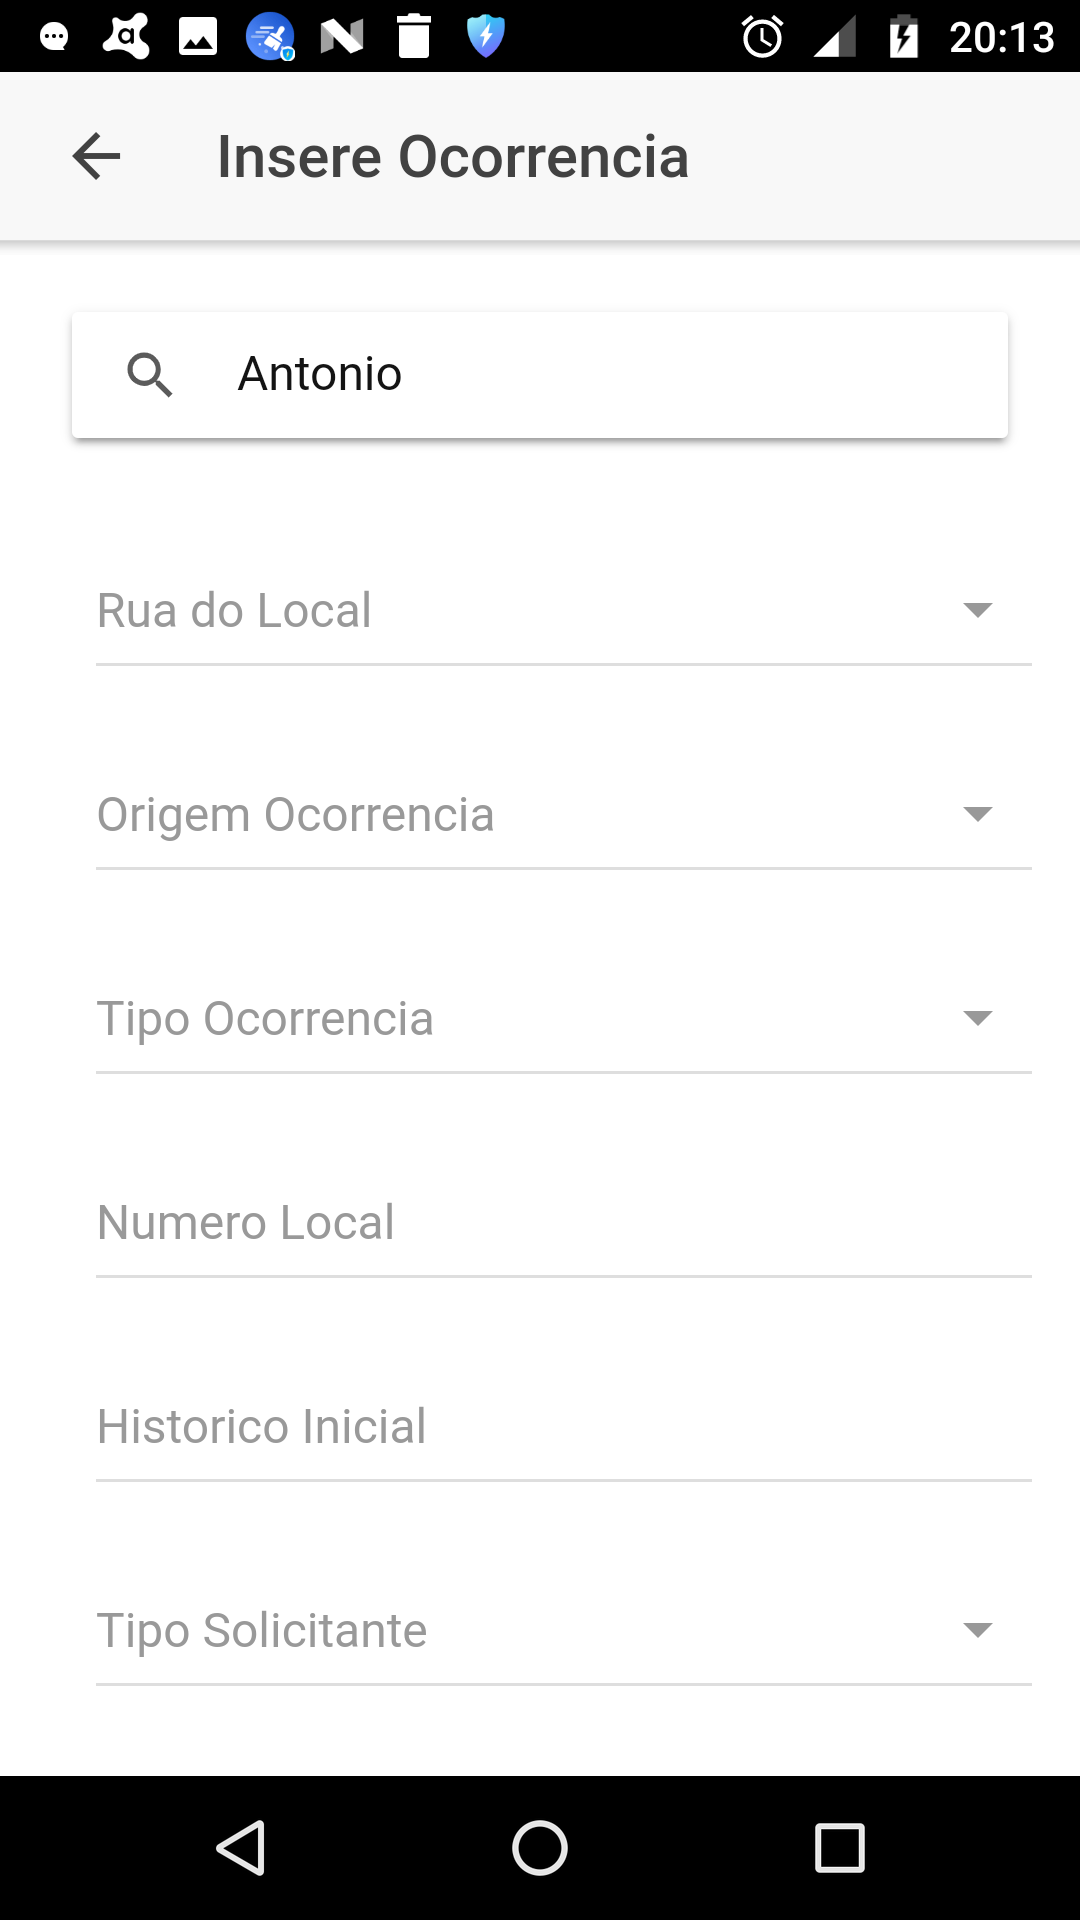 20:13
Insere Ocorrencia
Antonio
Rua do Local
Origem Ocorrencia
Tipo Ocorrencia
Numero Local
Historico Inicial
Tipo Solicitante